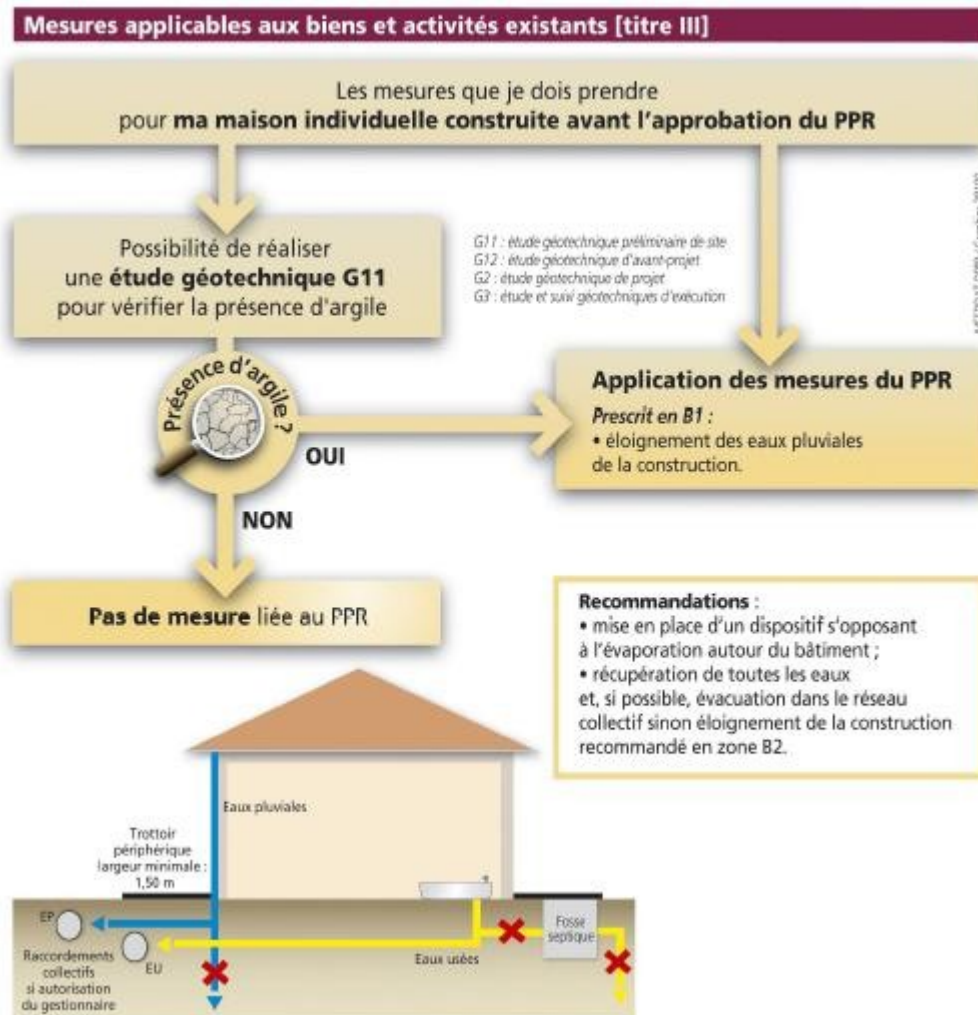 Mesures applicables aux biens et activités existants [titre III]
Les mesures que je dois prendre
pour ma maison individuelle construite avant l'approbation du PPR
Possibilité de réaliser
une étude géotechnique G11
pour vérifier la présence d'argile
G11 : étude géotechnique préliminaire de site
G12 : étude géotechnique d'avant-projet
G2 : étude géotechnique de projet
G3 : étude et suivi géotechniques d'exécution
Présence d'argile ?
OUI
NON
Application des mesures du PPR
Prescrit en B1 :
• éloignement des eaux pluviales
de la construction.
Pas de mesure liée au PPR
Recommandations :
• mise en place d'un dispositif s'opposant
à l'évaporation autour du bâtiment ;
• récupération de toutes les eaux
et, si possible, évacuation dans le réseau
collectif sinon éloignement de la construction
recommandé en zone B2.
Eaux pluviales
Trottoir
périphérique
largeur minimale :
1,50 m
EP
EU
Raccordements
collectifs
si autorisation
du gestionnaire
Eaux usées
Fosse
septique